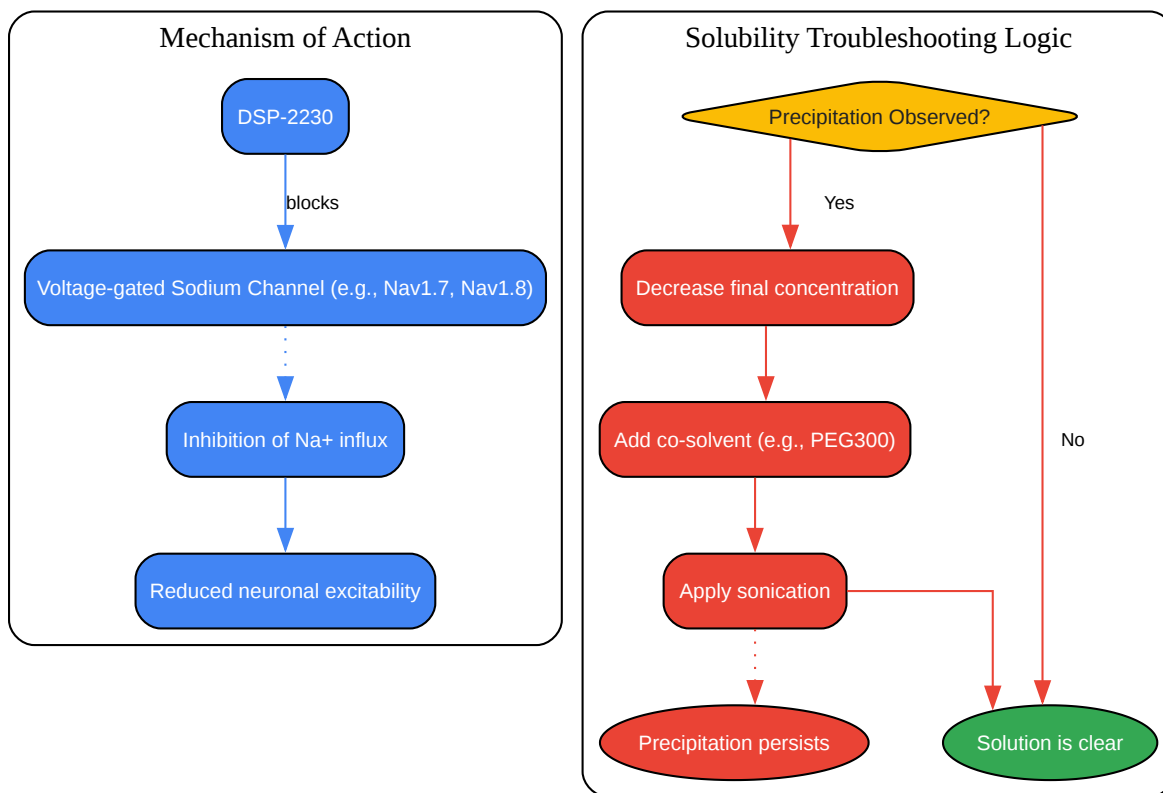 Mechanism of Action
DSP-2230
blocks
Voltage-gated Sodium Channel (e.g., Nav1.7, Nav1.8)
Inhibition of Na+ influx
Reduced neuronal excitability
Solubility Troubleshooting Logic
Precipitation Observed?
Yes
Decrease final concentration
Add co-solvent (e.g., PEG300)
No
Apply sonication
Precipitation persists
Solution is clear